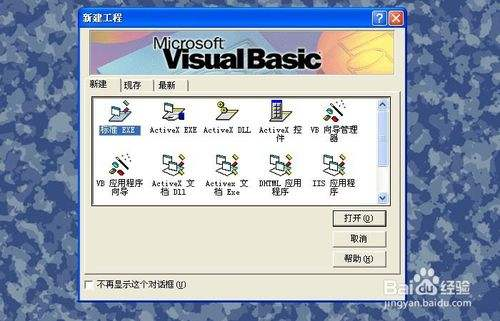 新建工程
Microsoft
Visual Basic
新建 现存 最新
标准 EXE ActiveX EXE ActiveX DLL ActiveX 控件 VB 向导管理器
VB 应用程序向导 ActiveX 文档 Dll Activex 文档 Exe DHTML 应用程序 IIS 应用程序
打开(O)
取消
帮助(H)
不再显示这个对话框(U)
Baidu 经验
jingyan.baidu.com